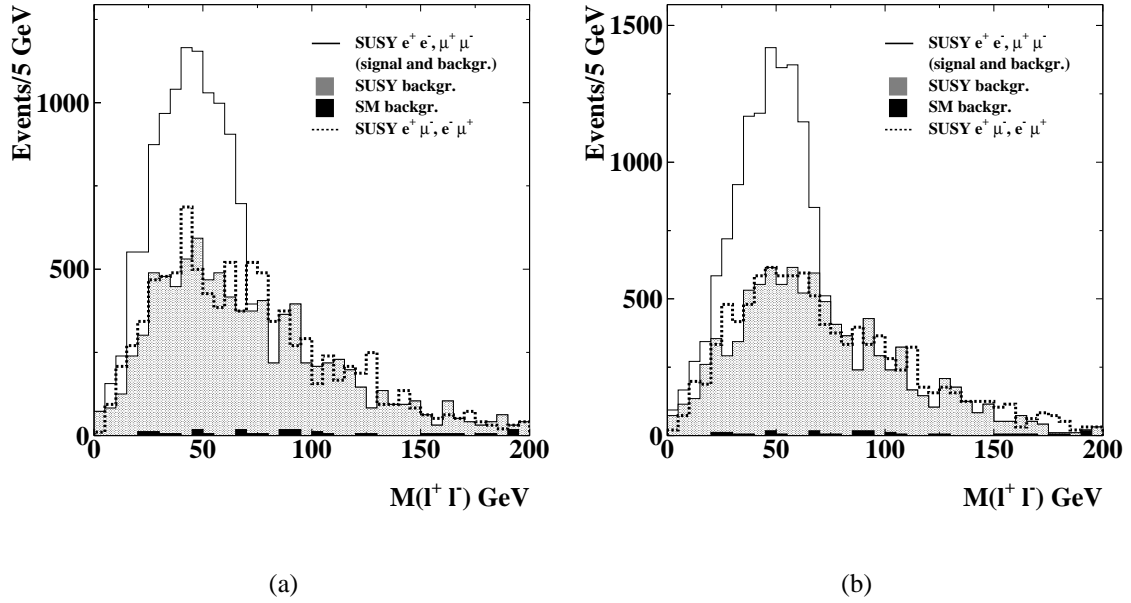 Events/5 GeV
1000
500
0
SUSY e⁺ e⁻, μ⁺ μ⁻
(signal and backgr.)
SUSY backgr.
SM backgr.
SUSY e⁺ μ⁻, e⁻ μ⁺
0 50 100 150 200
M(l⁺ l⁻) GeV
(a)
Events/5 GeV
1500
1000
500
0
SUSY e⁺ e⁻, μ⁺ μ⁻
(signal and backgr.)
SUSY backgr.
SM backgr.
SUSY e⁺ μ⁻, e⁻ μ⁺
0 50 100 150 200
M(l⁺ l⁻) GeV
(b)